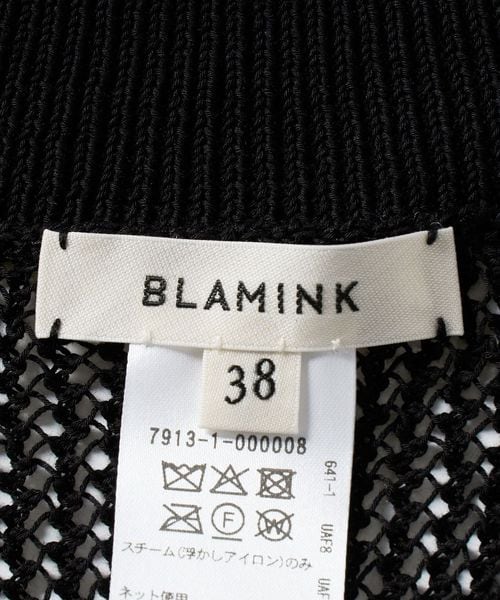 BLAMINK
38
7913-1-000008
F
W
スチーム(浮かしアイロン)のみ
ネット使用
641-1 UAF8 UAF